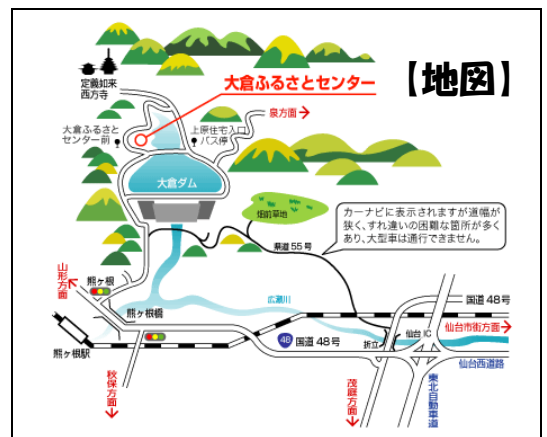 【地図】
定義如来
西方寺
大倉ふるさとセンター
泉方面
大倉ふるさと
センター前
上原住宅入口
バス停
大倉ダム
畑前草地
カーナビに表示されますが道幅が
狭く、すれ違いの困難な箇所が多く
あり、大型車は通行できません。
県道55号
山形方面
熊ヶ根
熊ヶ根橋
広瀬川
国道48号
仙台市街方面
仙台IC
折立
48
国道48号
仙台西道路
熊ヶ根駅
秋保方面
茂庭方面
東北自動車道